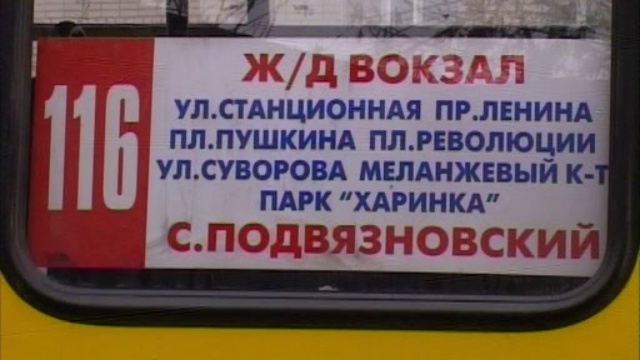 116
Ж/Д ВОКЗАЛ
УЛ.СТАНЦИОННАЯ ПР.ЛЕНИНА
ПЛ.ПУШКИНА ПЛ.РЕВОЛЮЦИИ
УЛ.СУВОРОВА МЕЛАНЖЕВЫЙ К-Т
ПАРК "ХАРИНКА"
С.ПОДВЯЗНОВСКИЙ